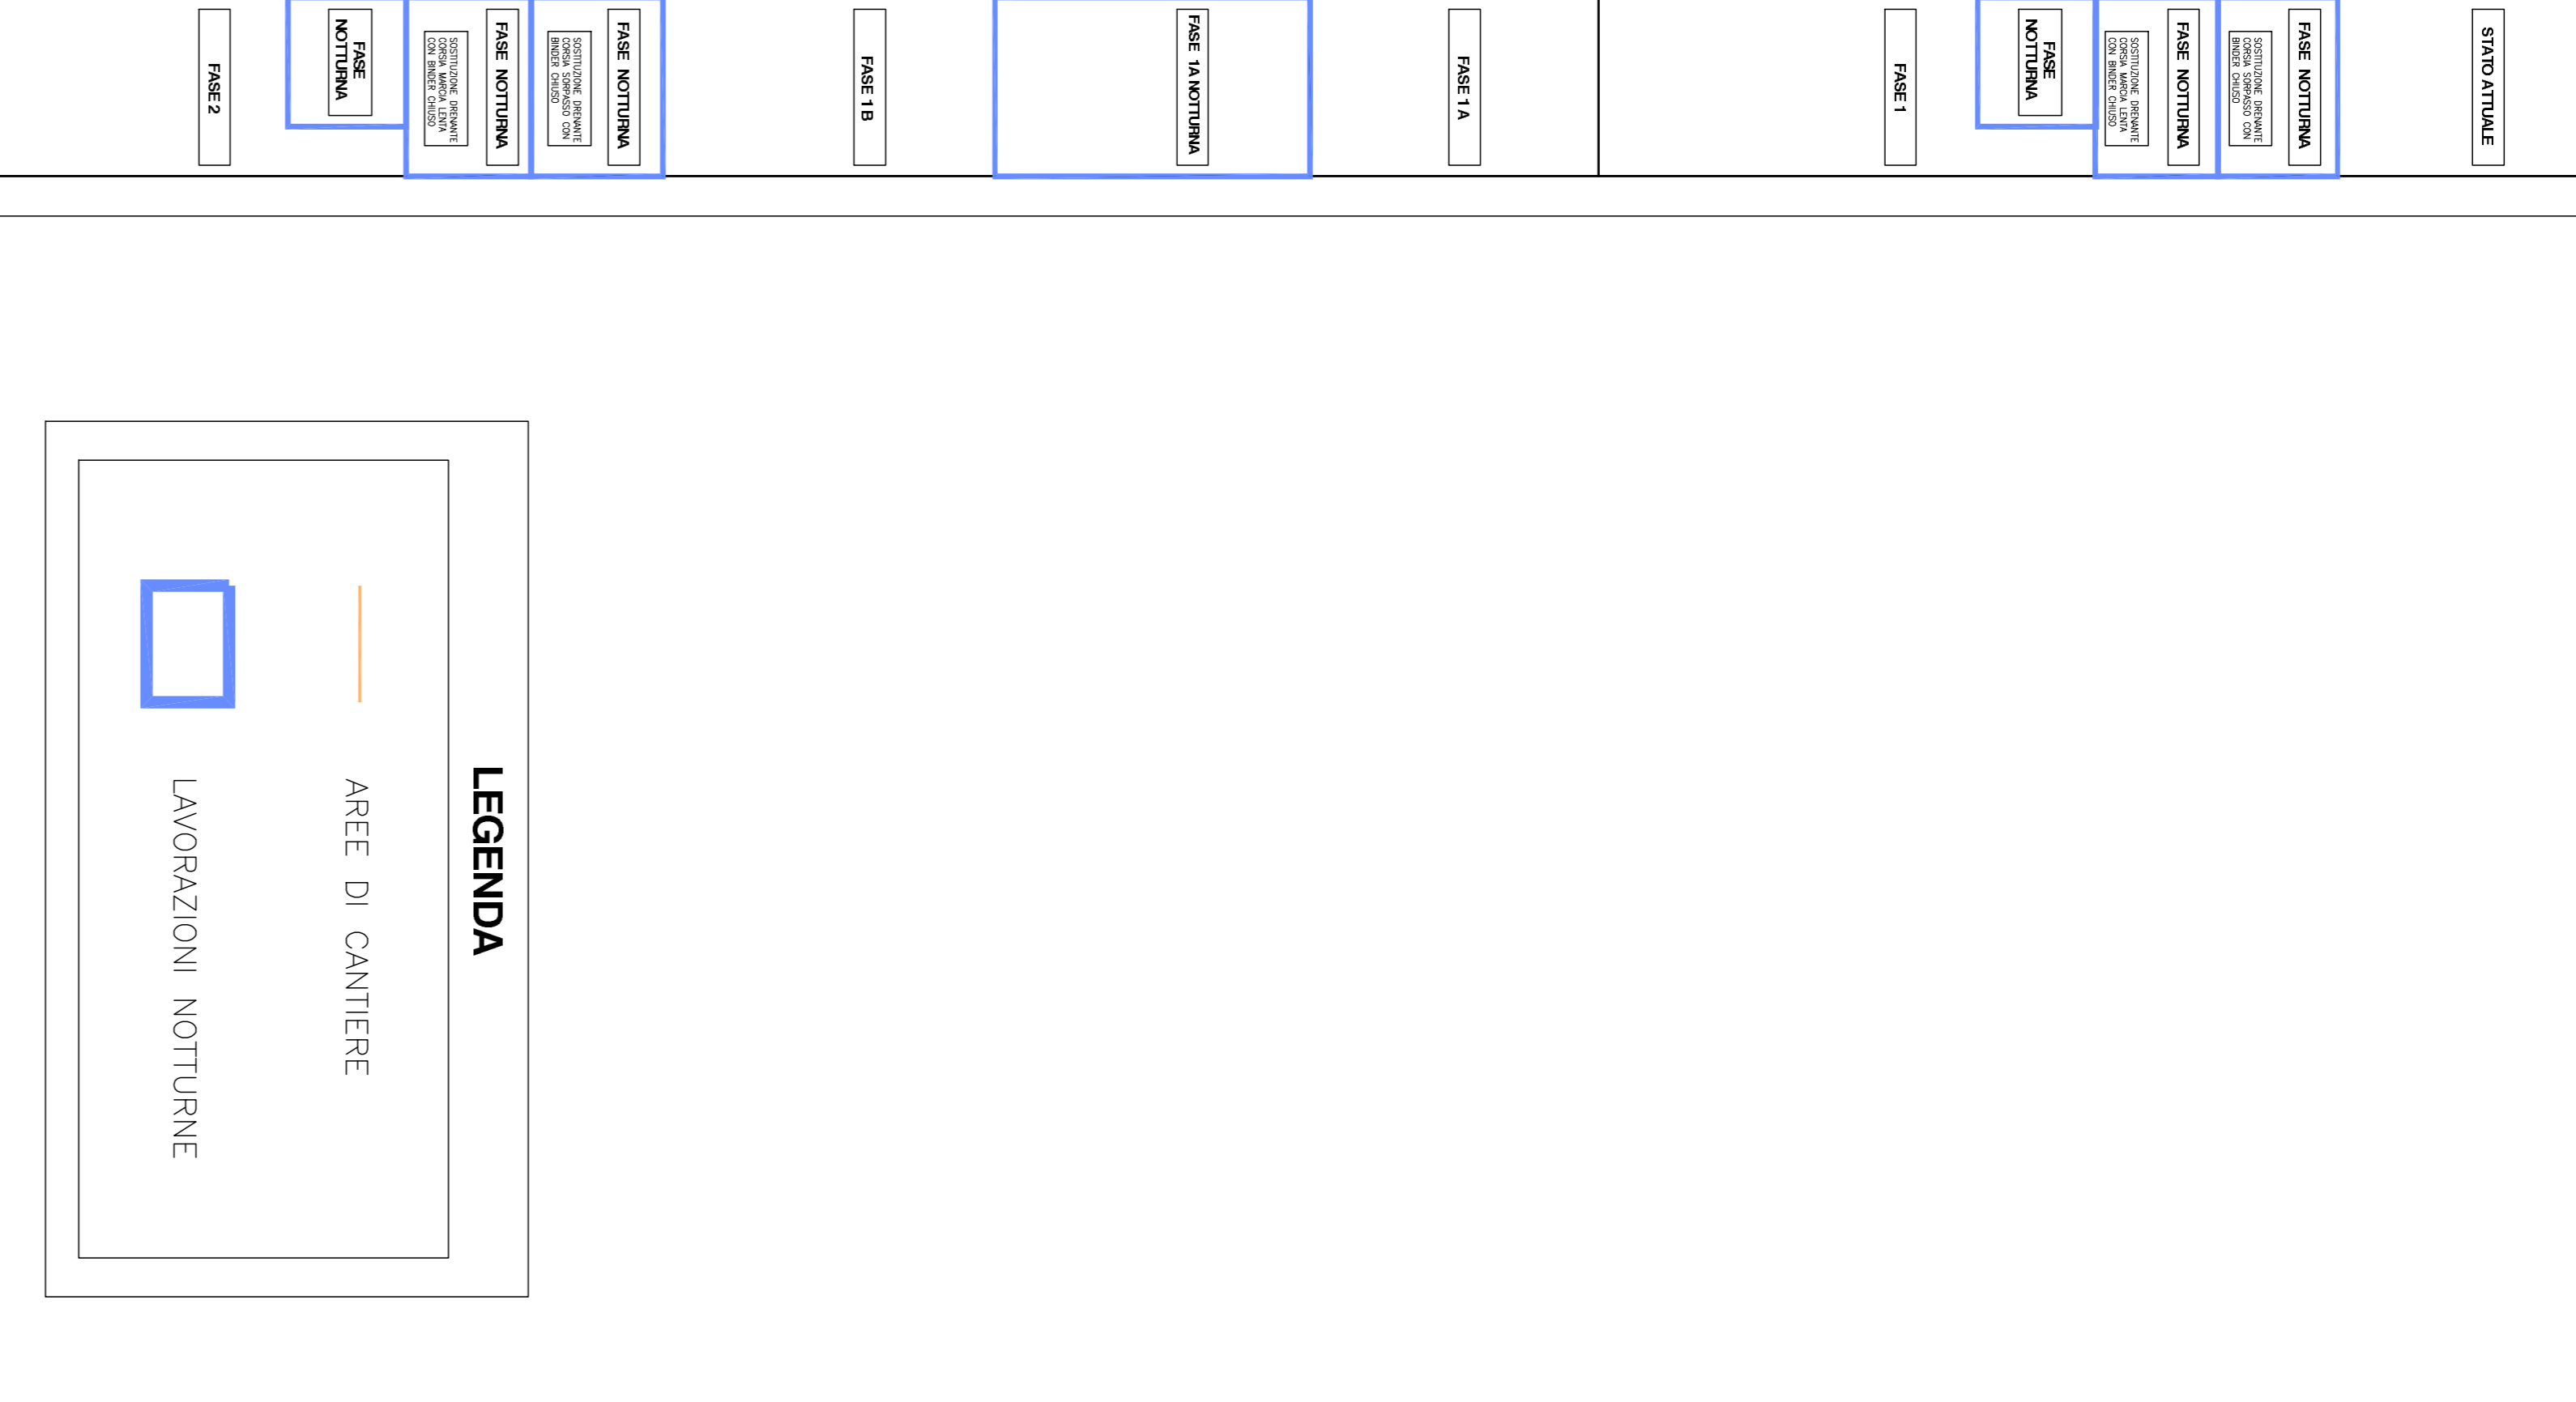 STATO ATTUALE
FASE NOTTURNA
SOSTITUZIONE DRENANTE
CORSIA SORPASSO CON
BINDER CHIUSO
FASE NOTTURNA
SOSTITUZIONE DRENANTE
CORSIA MARCIA LENTA
CON BINDER CHIUSO
FASE
NOTTURNA
FASE 1
FASE 1 A
FASE 1A NOTTURNA
FASE 1 B
FASE NOTTURNA
SOSTITUZIONE DRENANTE
CORSIA SORPASSO CON
BINDER CHIUSO
FASE NOTTURNA
SOSTITUZIONE DRENANTE
CORSIA MARCIA LENTA
CON BINDER CHIUSO
FASE
NOTTURNA
FASE 2
LEGENDA
AREE DI CANTIERE
LAVORAZIONI NOTTURNE